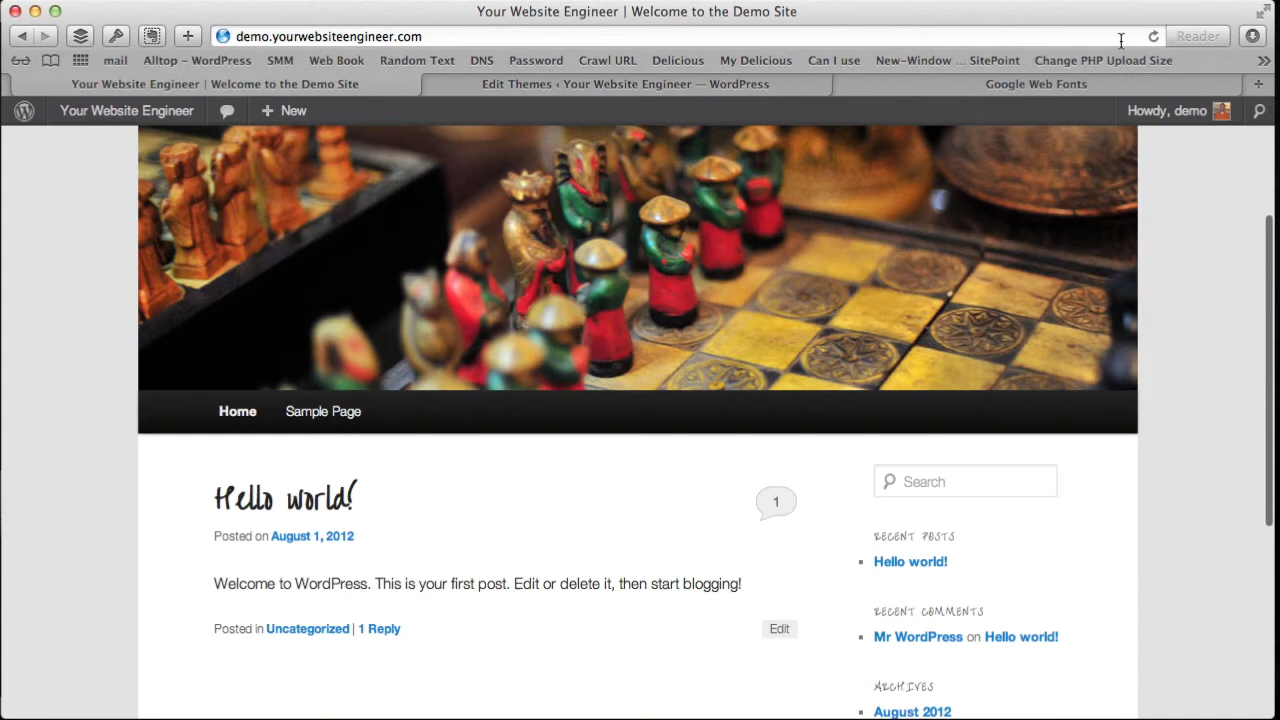 Your Website Engineer | Welcome to the Demo Site
demo.yourwebsiteengineer.com Reader
mail Alltop - WordPress SMM Web Book Random Text DNS Password Crawl URL Delicious My Delicious Can I use New-Window ... SitePoint Change PHP Upload Size
Your Website Engineer | Welcome to the Demo Site Edit Themes ‹ Your Website Engineer — WordPress Google Web Fonts
Your Website Engineer + New Howdy, demo
Home Sample Page
Hello world!
1
Search
Posted on August 1, 2012
RECENT POSTS
Hello world!
Welcome to WordPress. This is your first post. Edit or delete it, then start blogging!
RECENT COMMENTS
Posted in Uncategorized | 1 Reply Edit
Mr WordPress on Hello world!
ARCHIVES
August 2012